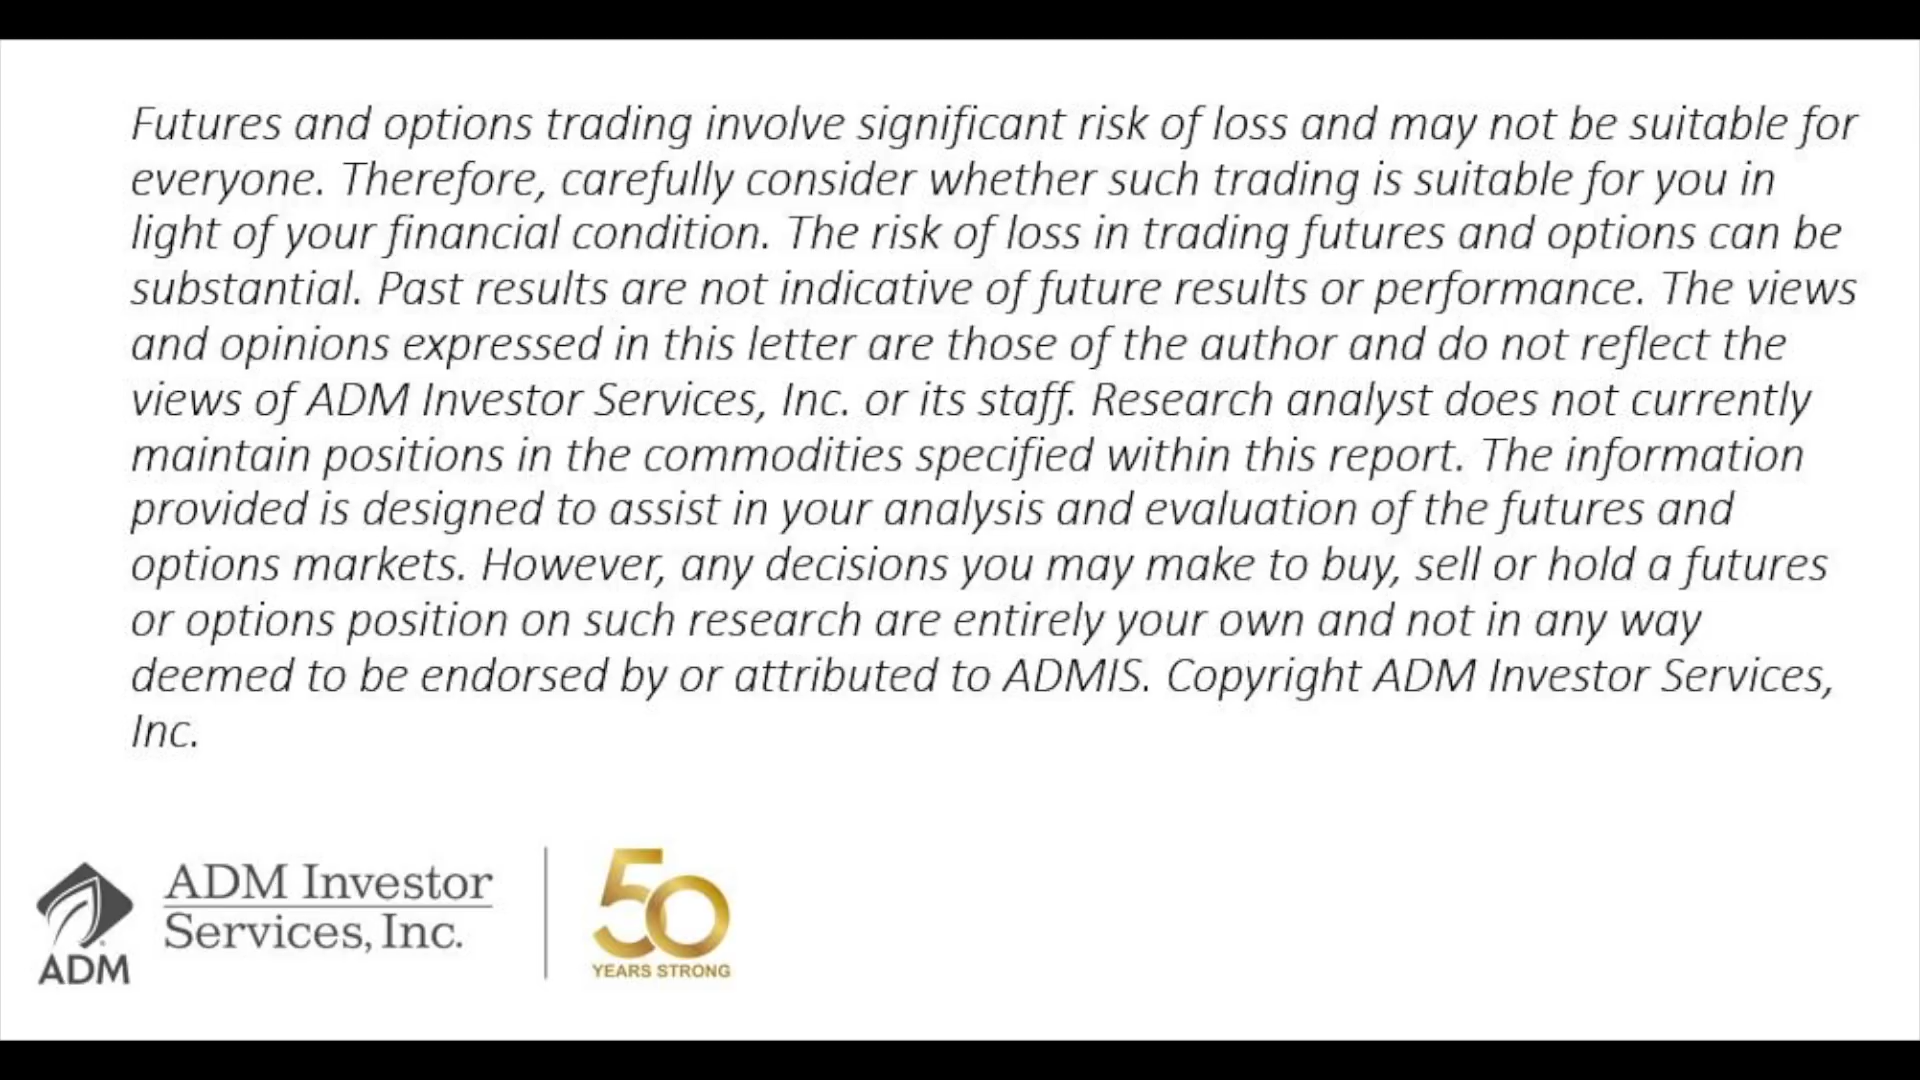 Futures and options trading involve significant risk of loss and may not be suitable for
everyone. Therefore, carefully consider whether such trading is suitable for you in
light of your financial condition. The risk of loss in trading futures and options can be
substantial. Past results are not indicative of future results or performance. The views
and opinions expressed in this letter are those of the author and do not reflect the
views of ADM Investor Services, Inc. or its staff. Research analyst does not currently
maintain positions in the commodities specified within this report. The information
provided is designed to assist in your analysis and evaluation of the futures and
options markets. However, any decisions you may make to buy, sell or hold a futures
or options position on such research are entirely your own and not in any way
deemed to be endorsed by or attributed to ADMIS. Copyright ADM Investor Services,
Inc.
ADM
ADM Investor
Services, Inc.
50
YEARS STRONG